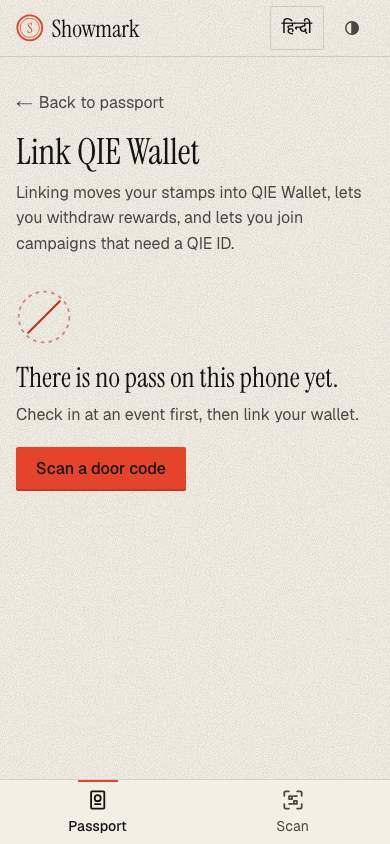 S Showmark
हिन्दी
← Back to passport
Link QIE Wallet
Linking moves your stamps into QIE Wallet, lets
you withdraw rewards, and lets you join
campaigns that need a QIE ID.
There is no pass on this phone yet.
Check in at an event first, then link your wallet.
Scan a door code
Passport
Scan